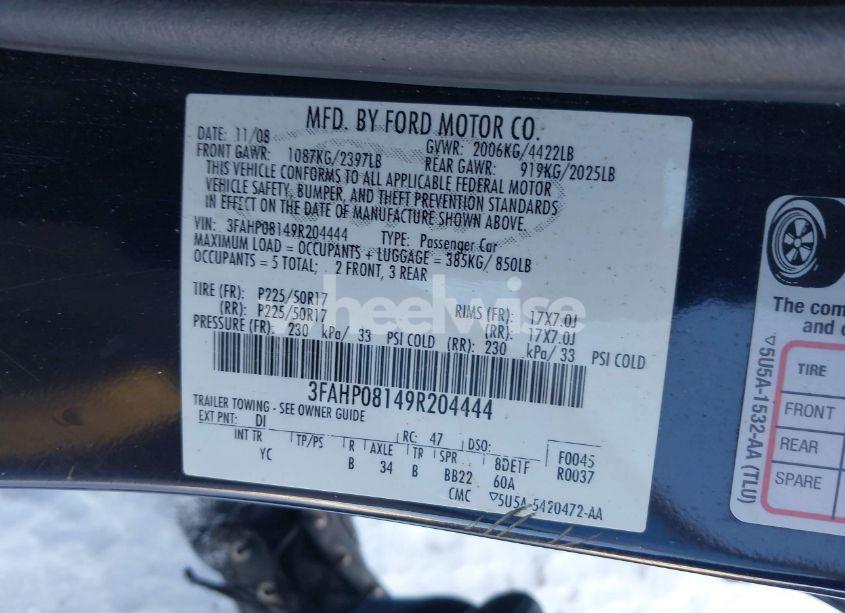 MFD. BY FORD MOTOR CO.
DATE: 11/08 GVWR: 2006KG/4422LB
FRONT GAWR: 1087KG/2397LB REAR GAWR: 919KG/2025LB
THIS VEHICLE CONFORMS TO ALL APPLICABLE FEDERAL MOTOR
VEHICLE SAFETY, BUMPER, AND THEFT PREVENTION STANDARDS
IN EFFECT ON THE DATE OF MANUFACTURE SHOWN ABOVE.
VIN: 3FAHP08149R204444 TYPE: Passenger Car
MAXIMUM LOAD = OCCUPANTS + LUGGAGE = 385KG/ 850LB
OCCUPANTS = 5 TOTAL; 2 FRONT, 3 REAR
TIRE (FR): P225/50R17 RIMS (FR): 17X7.0J
(RR): P225/50R17 (RR): 17X7.0J
PRESSURE (FR): 230 kPa/ 33 PSI COLD (RR): 230 kPa/ 33 PSI COLD
wheelwise
3FAHP08149R204444
TRAILER TOWING - SEE OWNER GUIDE
EXT PNT: DI RC: 47 DSO: F0045
INT TR TP/PS R AXLE TR SPR 8DE1F R0037
YC B 34 B BB22 60A
CMC ▽5U5A-5420472-AA
The com
and c
TIRE
FRONT
REAR
SPARE
▽5U5A-1532-AA (TLU)